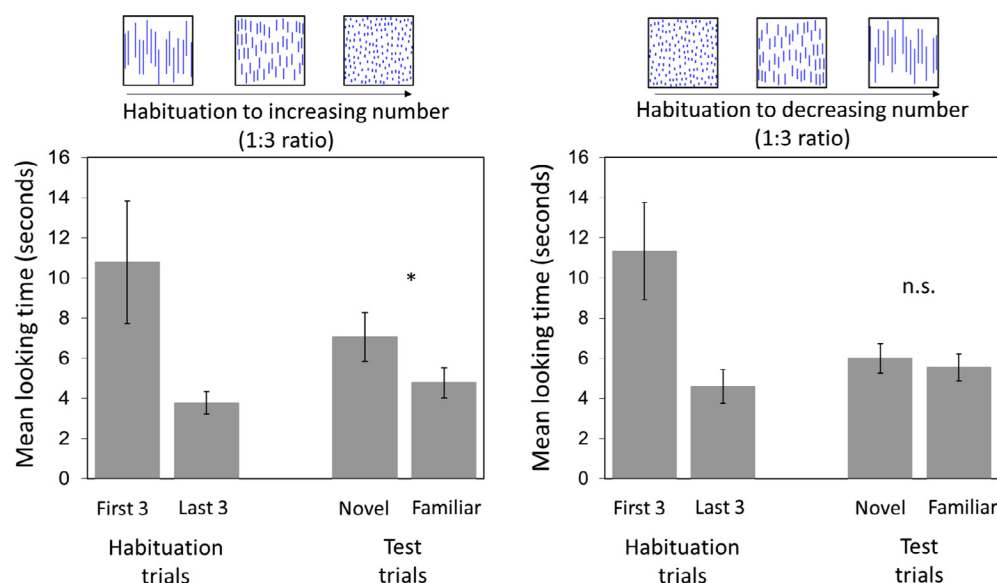 Habituation to increasing number
(1:3 ratio)
Mean looking time (seconds)
16
14
12
10
8
6
4
2
0
*
First 3
Last 3
Novel
Familiar
Habituation
trials
Test
trials
Habituation to decreasing number
(1:3 ratio)
Mean looking time (seconds)
16
14
12
10
8
6
4
2
0
n.s.
First 3
Last 3
Novel
Familiar
Habituation
trials
Test
trials